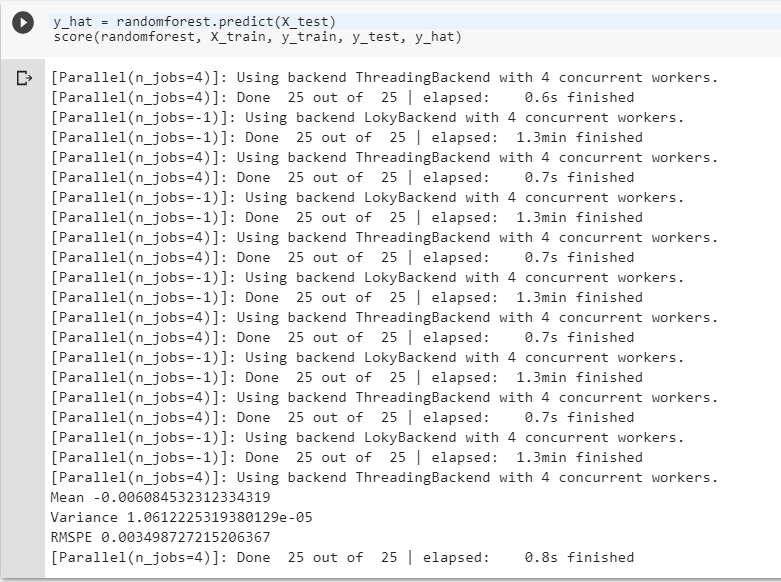 y_hat = randomforest.predict(X_test)
score(randomforest, X_train, y_train, y_test, y_hat)
[Parallel(n_jobs=4)]: Using backend ThreadingBackend with 4 concurrent workers.
[Parallel(n_jobs=4)]: Done  25 out of  25 | elapsed:    0.6s finished
[Parallel(n_jobs=-1)]: Using backend LokyBackend with 4 concurrent workers.
[Parallel(n_jobs=-1)]: Done  25 out of  25 | elapsed:  1.3min finished
[Parallel(n_jobs=4)]: Using backend ThreadingBackend with 4 concurrent workers.
[Parallel(n_jobs=4)]: Done  25 out of  25 | elapsed:    0.7s finished
[Parallel(n_jobs=-1)]: Using backend LokyBackend with 4 concurrent workers.
[Parallel(n_jobs=-1)]: Done  25 out of  25 | elapsed:  1.3min finished
[Parallel(n_jobs=4)]: Using backend ThreadingBackend with 4 concurrent workers.
[Parallel(n_jobs=4)]: Done  25 out of  25 | elapsed:    0.7s finished
[Parallel(n_jobs=-1)]: Using backend LokyBackend with 4 concurrent workers.
[Parallel(n_jobs=-1)]: Done  25 out of  25 | elapsed:  1.3min finished
[Parallel(n_jobs=4)]: Using backend ThreadingBackend with 4 concurrent workers.
[Parallel(n_jobs=4)]: Done  25 out of  25 | elapsed:    0.7s finished
[Parallel(n_jobs=-1)]: Using backend LokyBackend with 4 concurrent workers.
[Parallel(n_jobs=-1)]: Done  25 out of  25 | elapsed:  1.3min finished
[Parallel(n_jobs=4)]: Using backend ThreadingBackend with 4 concurrent workers.
[Parallel(n_jobs=4)]: Done  25 out of  25 | elapsed:    0.7s finished
[Parallel(n_jobs=-1)]: Using backend LokyBackend with 4 concurrent workers.
[Parallel(n_jobs=-1)]: Done  25 out of  25 | elapsed:  1.3min finished
[Parallel(n_jobs=4)]: Using backend ThreadingBackend with 4 concurrent workers.
Mean -0.006084532312334319
Variance 1.0612225319380129e-05
RMSPE 0.003498727215206367
[Parallel(n_jobs=4)]: Done  25 out of  25 | elapsed:    0.8s finished